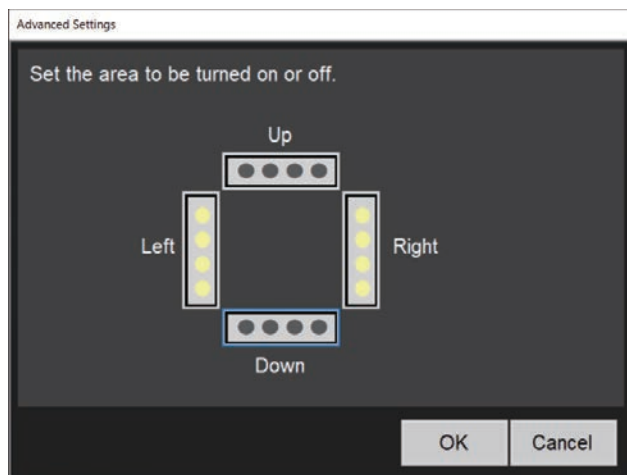 Advanced Settings
Set the area to be turned on or off.
Up
Left
Right
Down
OK
Cancel